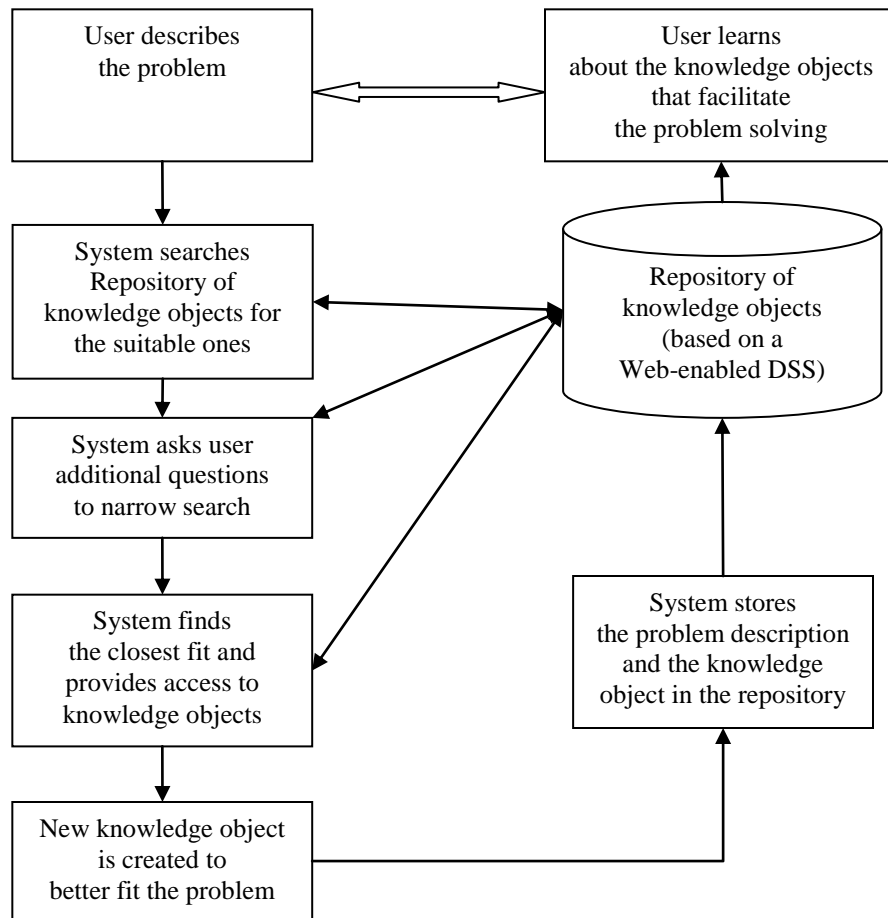 User describes
the problem
User learns
about the knowledge objects
that facilitate
the problem solving
System searches
Repository of
knowledge objects for
the suitable ones
Repository of
knowledge objects
(based on a
Web-enabled DSS)
System asks user
additional questions
to narrow search
System finds
the closest fit and
provides access to
knowledge objects
System stores
the problem description
and the knowledge
object in the repository
New knowledge object
is created to
better fit the problem